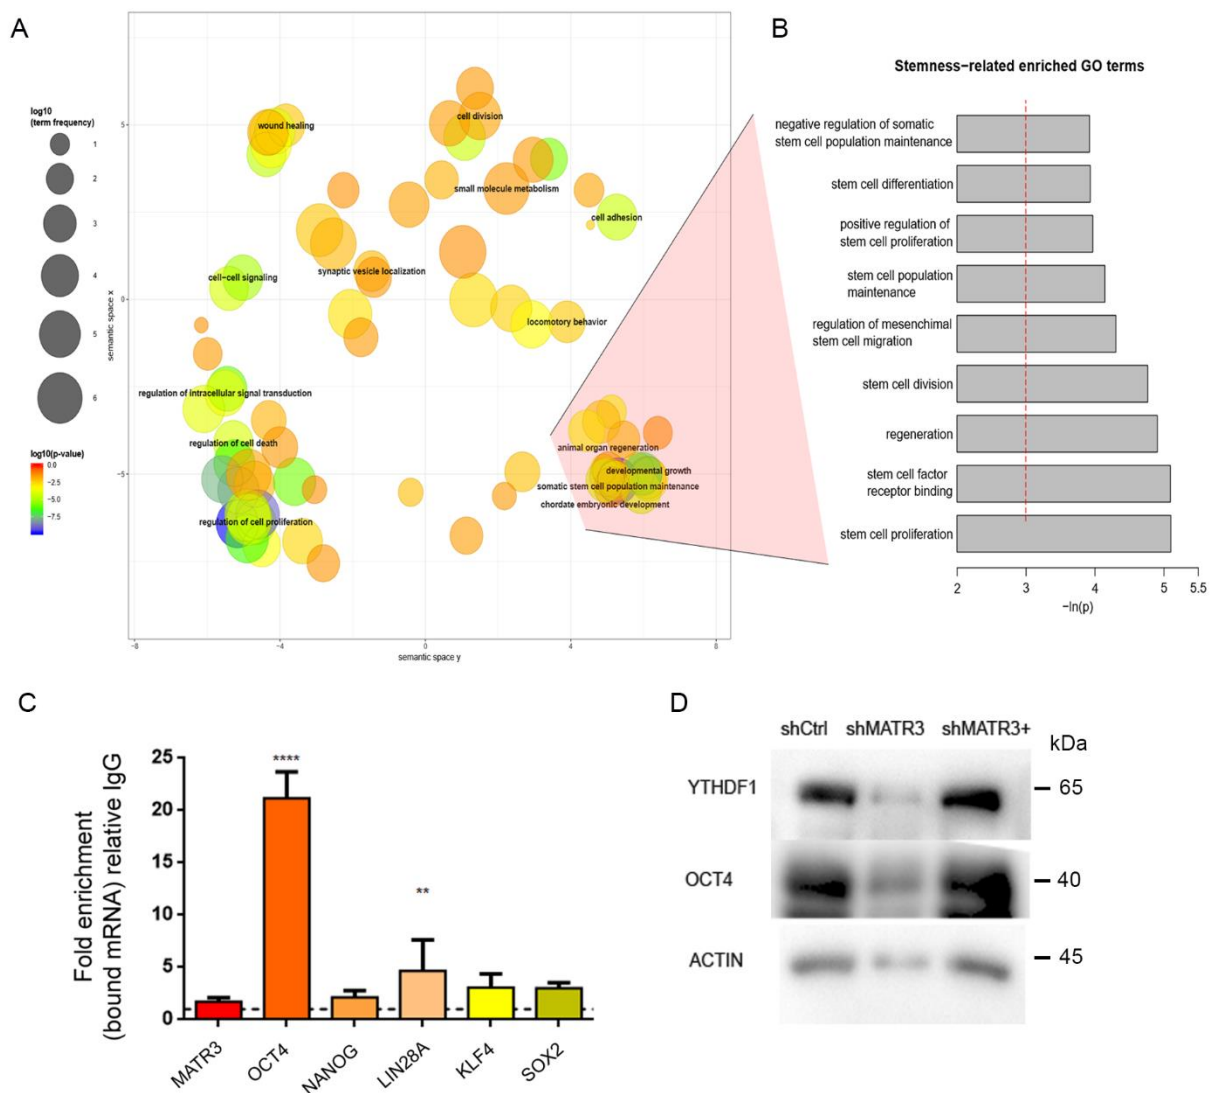 A
log10
(term frequency)
1
2
3
4
5
6
log10(p-value)
0.0
-2.5
-5.0
-7.5
semantic space x
5
0
-5
wound healing
cell division
small molecule metabolism
cell adhesion
cell-cell signaling
synaptic vesicle localization
locomotory behavior
regulation of intracellular signal transduction
regulation of cell death
regulation of cell proliferation
animal organ regeneration
developmental growth
somatic stem cell population maintenance
chordate embryonic development
-8
-4
0
4
8
semantic space y
B
Stemness-related enriched GO terms
negative regulation of somatic
stem cell population maintenance
stem cell differentiation
positive regulation of
stem cell proliferation
stem cell population
maintenance
regulation of mesenchimal
stem cell migration
stem cell division
regeneration
stem cell factor
receptor binding
stem cell proliferation
2
3
4
5
5.5
-ln(p)
C
Fold enrichment
(bound mRNA) relative IgG
25
20
15
10
5
0
****
**
MATR3
OCT4
NANOG
LIN28A
KLF4
SOX2
D
shCtrl shMATR3 shMATR3+
kDa
YTHDF1
65
OCT4
40
ACTIN
45